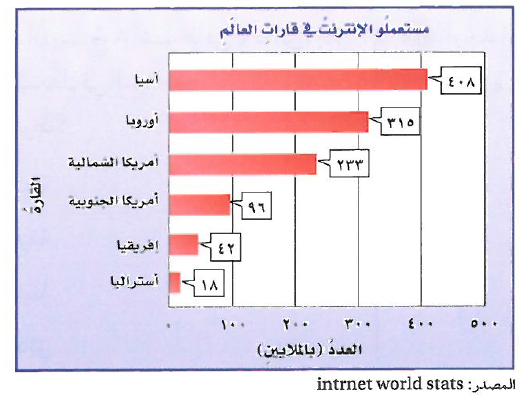 مستعملو الإنترنت في قارات العالم
القارة
آسيا
٤٠٨
أوروبا
٣١٥
أمريكا الشمالية
٢٣٣
أمريكا الجنوبية
٩٦
إفريقيا
٤٢
أستراليا
١٨
٠ ١٠٠ ٢٠٠ ٣٠٠ ٤٠٠ ٥٠٠
العدد (بالملايين)
المصدر: intrnet world stats